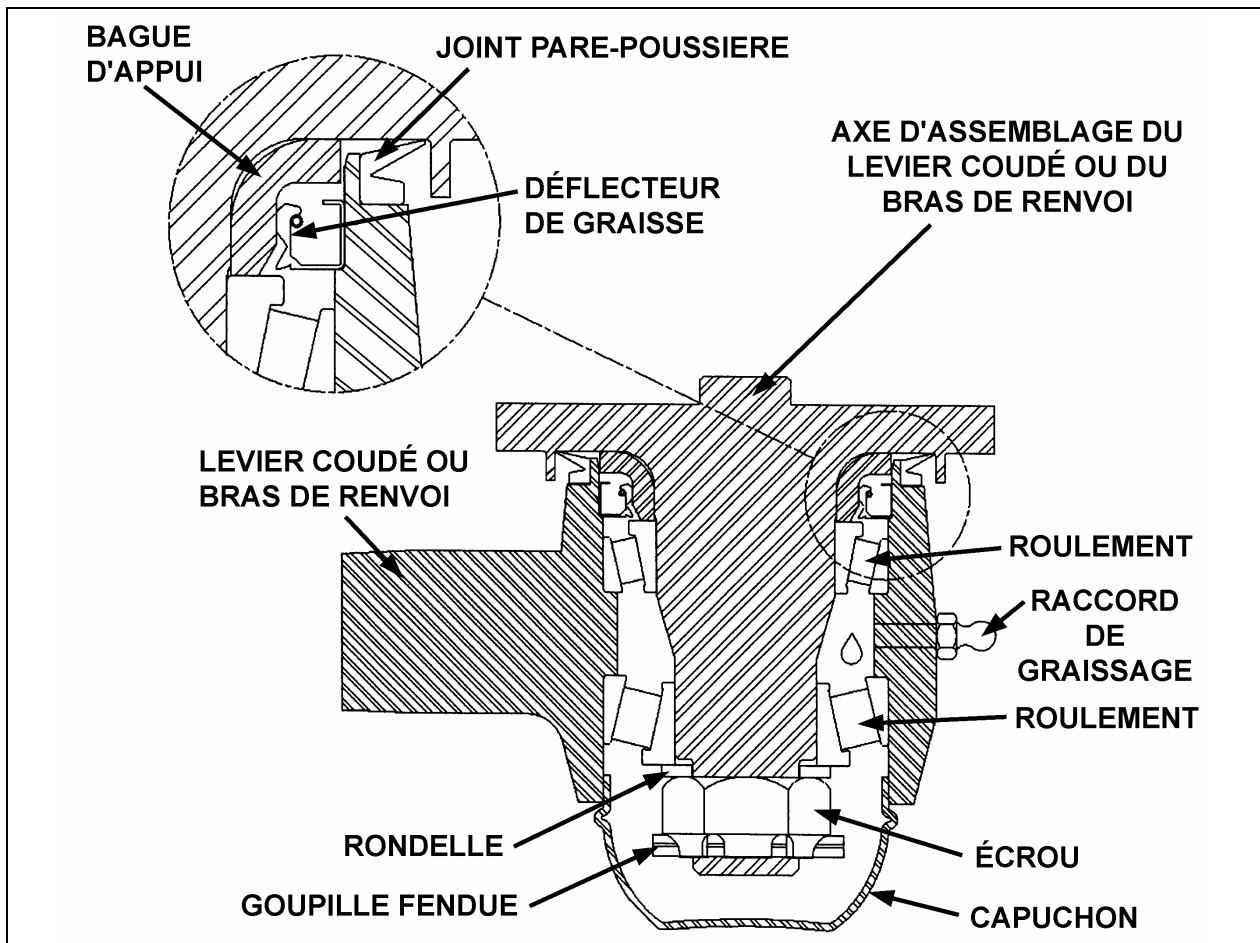 BAGUE
D'APPUI
JOINT PARE-POUSSIERE
AXE D'ASSEMBLAGE DU
LEVIER COUDÉ OU DU
BRAS DE RENVOI
DÉFLECTEUR
DE GRAISSE
LEVIER COUDÉ OU
BRAS DE RENVOI
ROULEMENT
RACCORD
DE
GRAISSAGE
ROULEMENT
RONDELLE
ÉCROU
GOUPILLE FENDUE
CAPUCHON